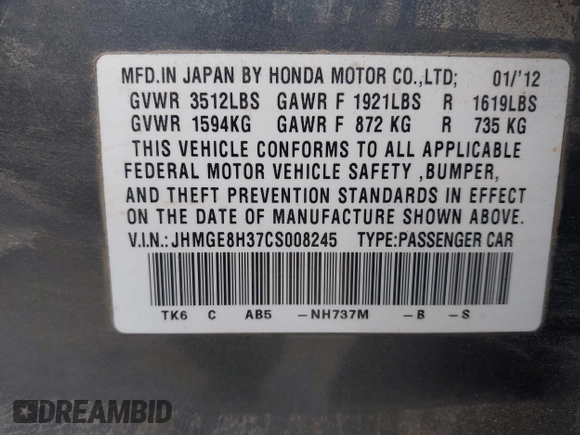 MFD.IN JAPAN BY HONDA MOTOR CO.,LTD; 01/'12
GVWR 3512LBS GAWR F 1921LBS R 1619LBS
GVWR 1594KG GAWR F 872 KG R 735 KG
THIS VEHICLE CONFORMS TO ALL APPLICABLE
FEDERAL MOTOR VEHICLE SAFETY ,BUMPER,
AND THEFT PREVENTION STANDARDS IN EFFECT
ON THE DATE OF MANUFACTURE SHOWN ABOVE.
V.I.N.: JHMGE8H37CS008245 TYPE:PASSENGER CAR
TK6 C AB5 -NH737M -B -S
DREAMBID